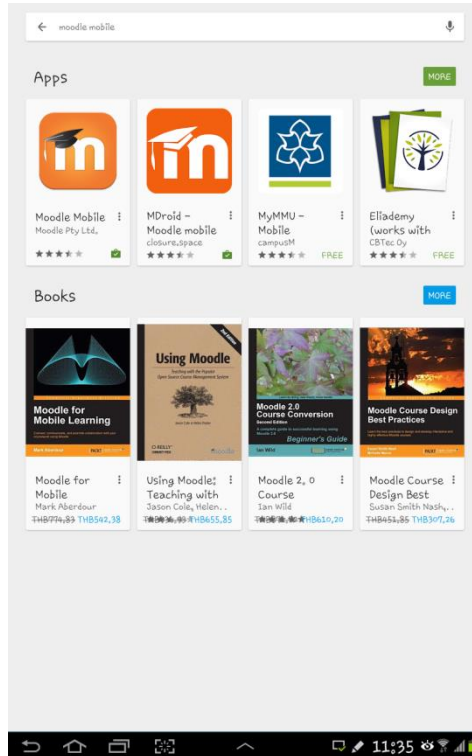 moodle mobile
Apps
MORE
Moodle Mobile
Moodle Pty Ltd.
MDroid –
Moodle mobile
closure.space
MyMMU –
Mobile
campusM
FREE
Eliademy
(works with
CBTec Oy
FREE
Books
MORE
Moodle for
Mobile Learning
Mark Aberdour
PACKT
2nd Edition
Using Moodle
Teaching with the Popular
Open Source Course Management System
O·REILLY
Moodle 2.0
Course Conversion
Second Edition
Beginner's Guide
Ian Wild
Moodle Course Design
Best Practices
Moodle for
Mobile
Mark Aberdour
THB774,83 THB542,38
Using Moodle:
Teaching with
Jason Cole, Helen..
THB655,85
Moodle 2, 0
Course
Ian Wild
THB610,20
Moodle Course
Design Best
Susan Smith Nash,..
THB451,85 THB307,26
11:35